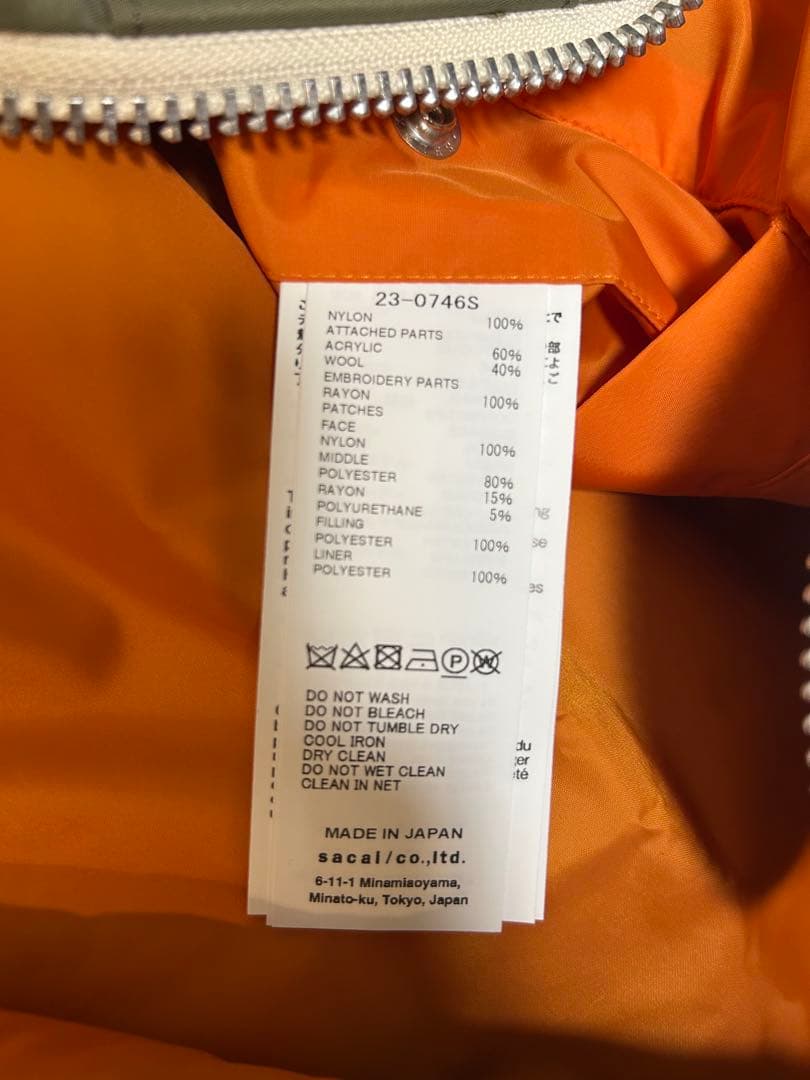 23-0746S
NYLON 100%
ATTACHED PARTS
ACRYLIC 60%
WOOL 40%
EMBROIDERY PARTS
RAYON 100%
PATCHES
FACE
NYLON 100%
MIDDLE
POLYESTER 80%
RAYON 15%
POLYURETHANE 5%
FILLING
POLYESTER 100%
LINER
POLYESTER 100%
P W
DO NOT WASH
DO NOT BLEACH
DO NOT TUMBLE DRY
COOL IRON
DRY CLEAN
DO NOT WET CLEAN
CLEAN IN NET
MADE IN JAPAN
sacai/co.,ltd.
6-11-1 Minamiaoyama,
Minato-ku, Tokyo, Japan
du